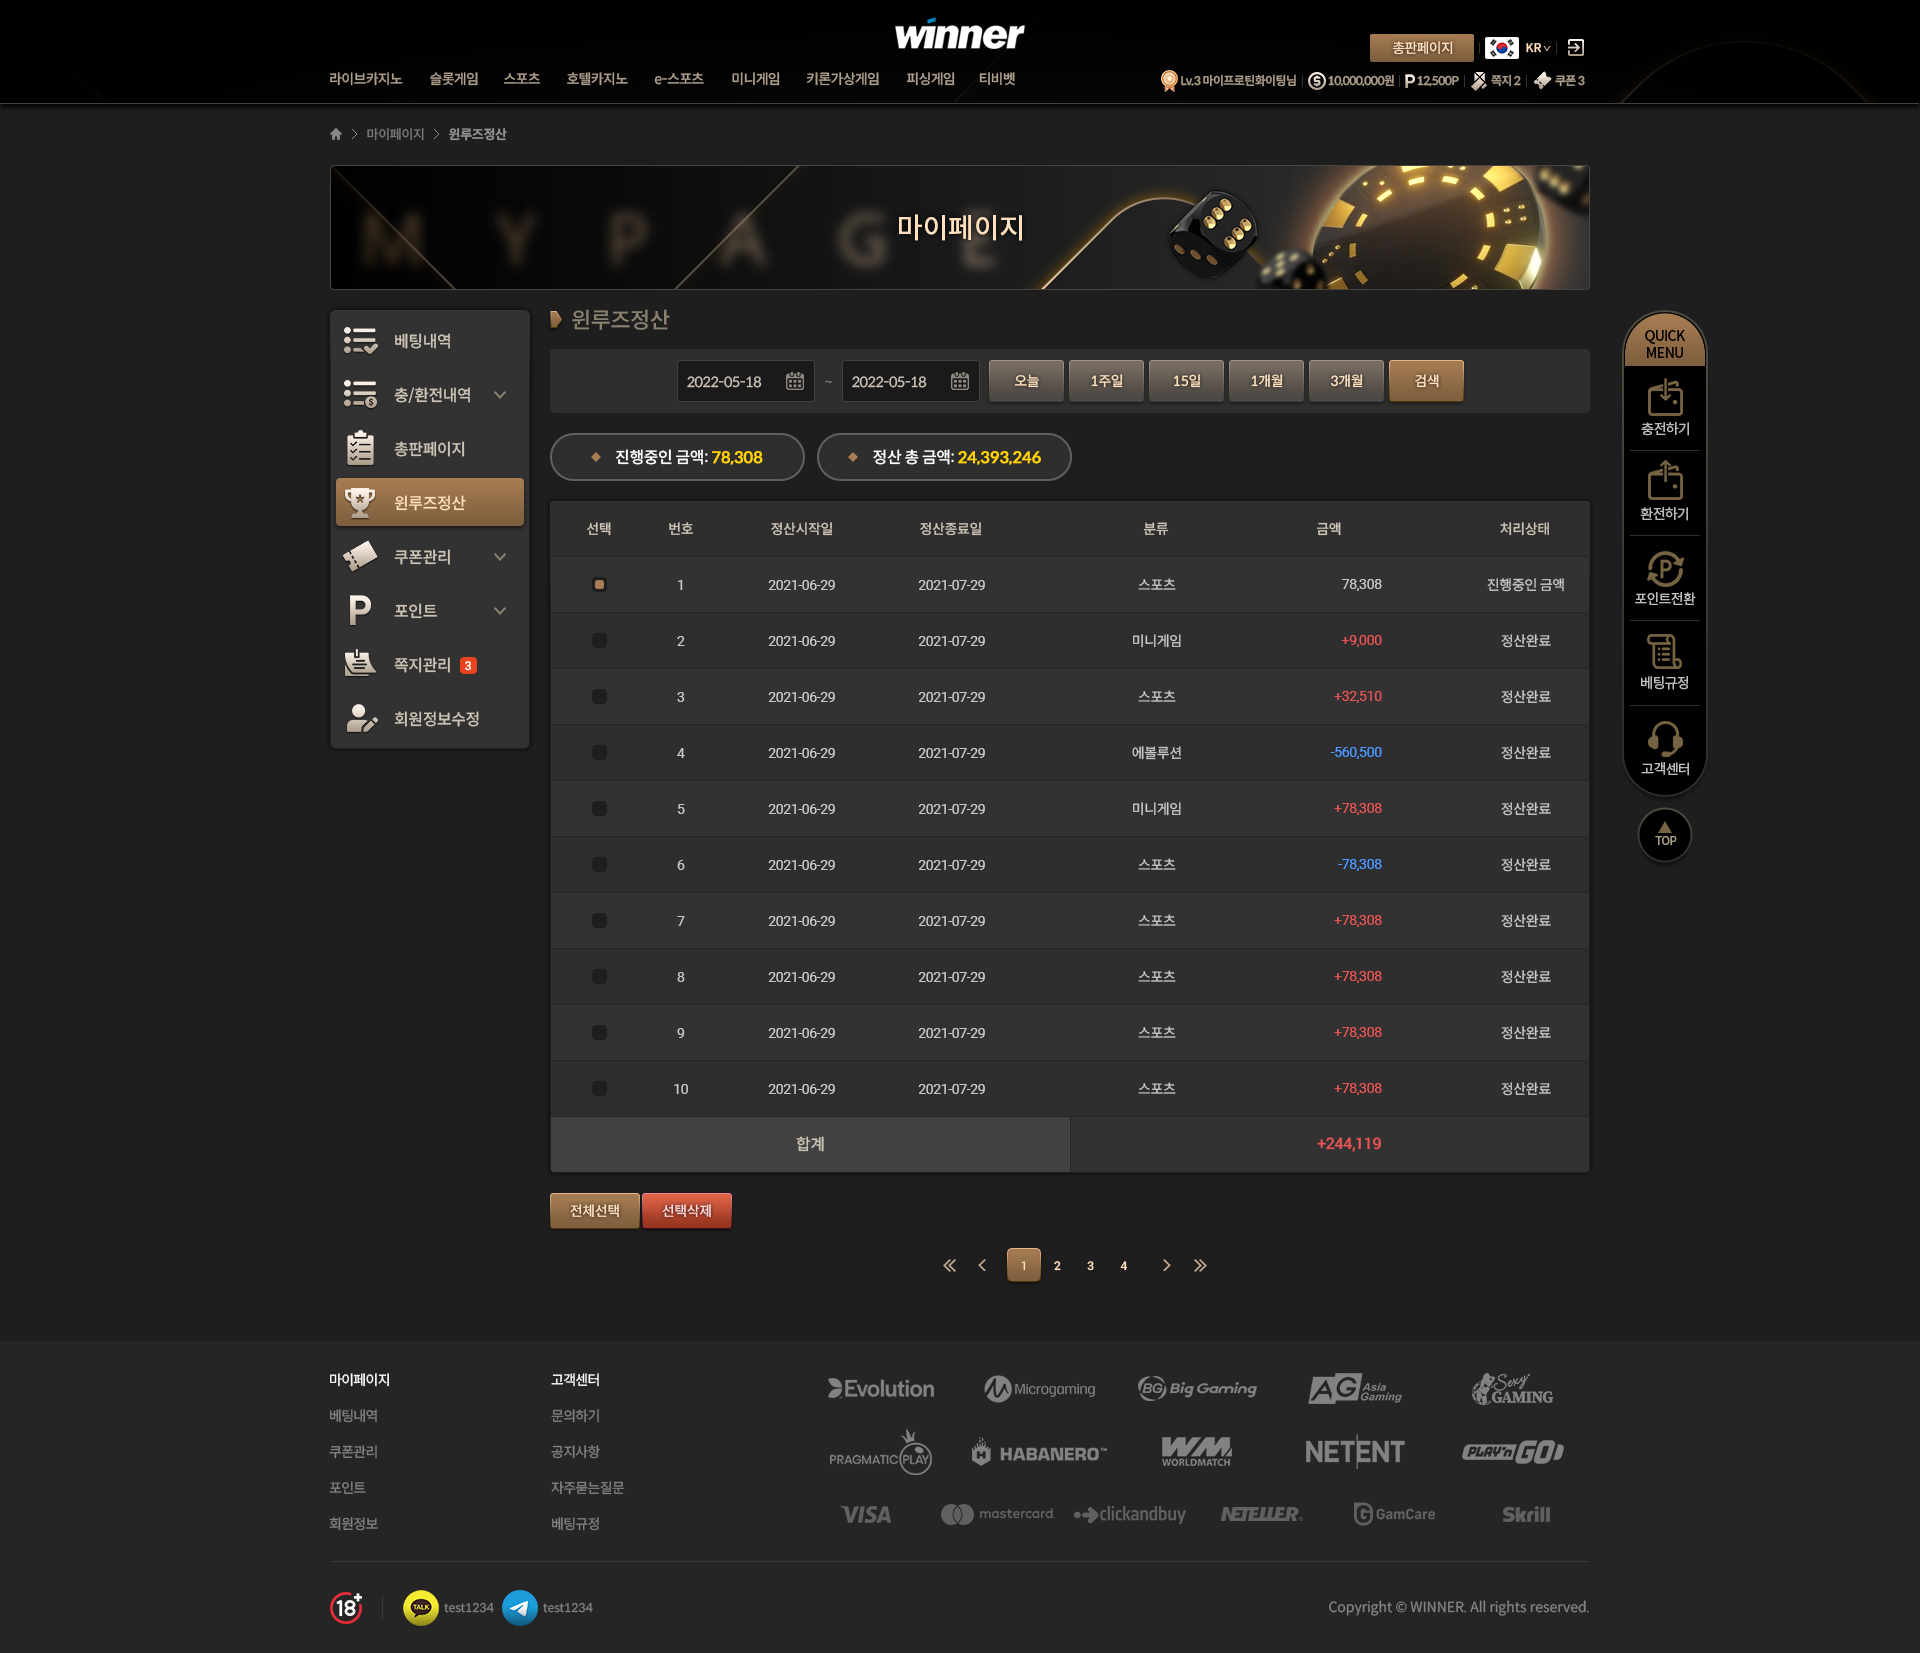 winner
총판페이지
KR
라이브카지노 슬롯게임 스포츠 호텔카지노 e-스포츠 미니게임 키론가상게임 피싱게임 티비벳
Lv.3 마이프로틴화이팅님 10,000,000원 P 12,500P 쪽지 2 쿠폰 3
마이페이지 윈루즈정산
MYPAGE
마이페이지
베팅내역
충/환전내역
총판페이지
윈루즈정산
쿠폰관리
포인트
쪽지관리 3
회원정보수정
윈루즈정산
2022-05-18 ~ 2022-05-18 오늘 1주일 15일 1개월 3개월 검색
진행중인 금액: 78,308 정산 총 금액: 24,393,246
선택 번호 정산시작일 정산종료일 분류 금액 처리상태
1 2021-06-29 2021-07-29 스포츠 78,308 진행중인 금액
2 2021-06-29 2021-07-29 미니게임 +9,000 정산완료
3 2021-06-29 2021-07-29 스포츠 +32,510 정산완료
4 2021-06-29 2021-07-29 에볼루션 -560,500 정산완료
5 2021-06-29 2021-07-29 미니게임 +78,308 정산완료
6 2021-06-29 2021-07-29 스포츠 -78,308 정산완료
7 2021-06-29 2021-07-29 스포츠 +78,308 정산완료
8 2021-06-29 2021-07-29 스포츠 +78,308 정산완료
9 2021-06-29 2021-07-29 스포츠 +78,308 정산완료
10 2021-06-29 2021-07-29 스포츠 +78,308 정산완료
합계 +244,119
전체선택 선택삭제
1 2 3 4
QUICK
MENU
충전하기
환전하기
포인트전환
베팅규정
고객센터
TOP
마이페이지
베팅내역
쿠폰관리
포인트
회원정보
고객센터
문의하기
공지사항
자주묻는질문
베팅규정
Evolution Microgaming BG Big Gaming AG Asia Gaming Sexy GAMING
PRAGMATIC PLAY HABANERO™ WM WORLDMATCH NETENT PLAY'n GO
VISA mastercard clickandbuy NETELLER GamCare Skrill
18+ TALK test1234 test1234
Copyright © WINNER. All rights reserved.